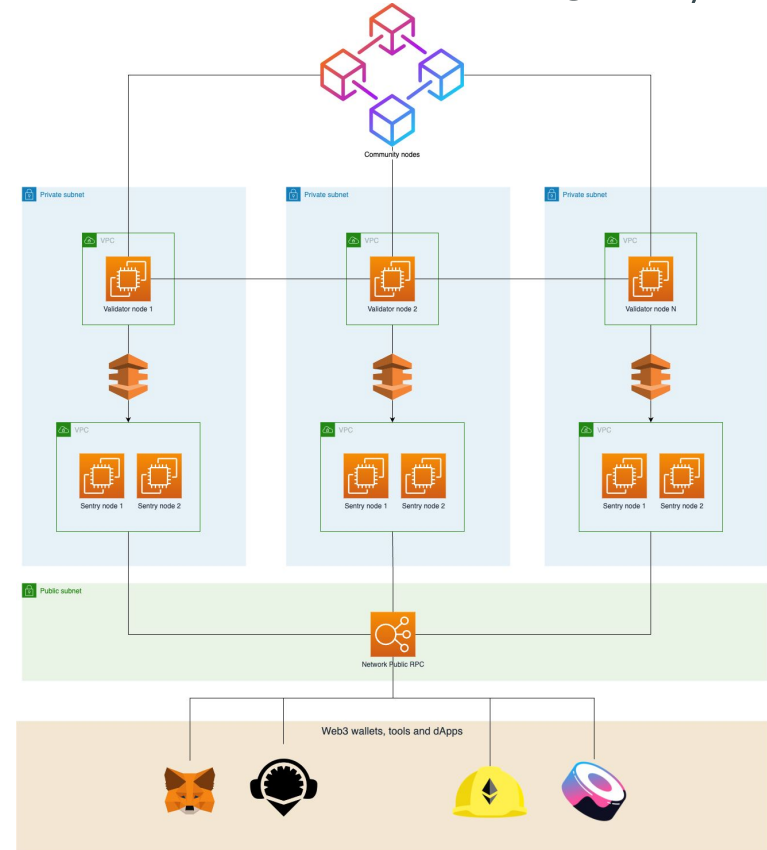 Community nodes
Private subnet
Private subnet
Private subnet
VPC
VPC
VPC
Validator node 1
Validator node 2
Validator node N
VPC
VPC
VPC
Sentry node 1
Sentry node 2
Sentry node 1
Sentry node 2
Sentry node 1
Sentry node 2
Public subnet
Network Public RPC
Web3 wallets, tools and dApps